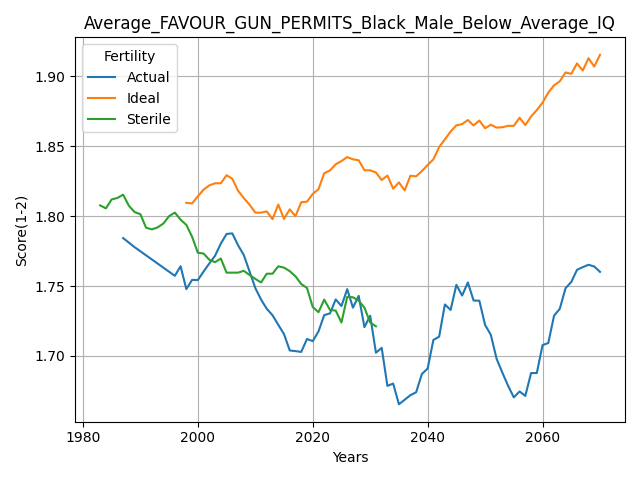 Average_FAVOUR_GUN_PERMITS_Black_Male_Below_Average_IQ
Fertility
Actual
Ideal
Sterile
Score(1-2)
1.90
1.85
1.80
1.75
1.70
1980 2000 2020 2040 2060
Years